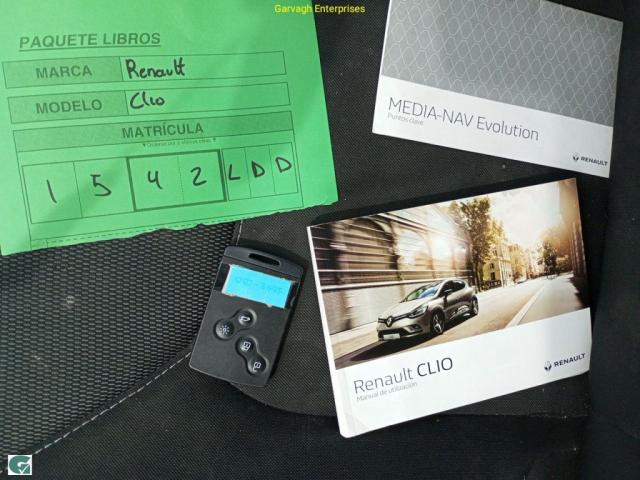 Garvagh Enterprises
PAQUETE LIBROS
MARCA Renault
MODELO Clio
MATRÍCULA
1 5 4 2 L D D
MEDIA-NAV Evolution
Puntos clave
RENAULT
Renault CLIO
Manual de utilización
RENAULT